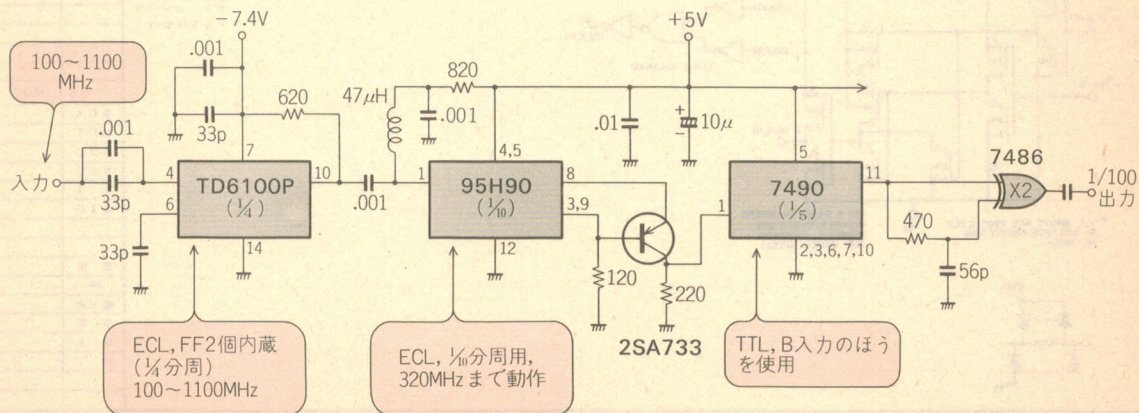 -7.4V
+5V
100~1100
MHz
.001
820
620
47μH
.001
.01
+
-
10μ
33p
7486
.001
7
4,5
5
入力
4
TD6100P
(1/4)
10
.001
1
95H90
(1/10)
8
7490
(1/5)
11
X2
1/100
出力
33p
6
3,9
1
470
33p
14
12
2,3,6,7,10
56p
120
220
2SA733
ECL, FF2個内蔵
(1/4分周)
100~1100MHz
ECL, 1/10分周用,
320MHzまで動作
TTL, B入力のほう
を使用